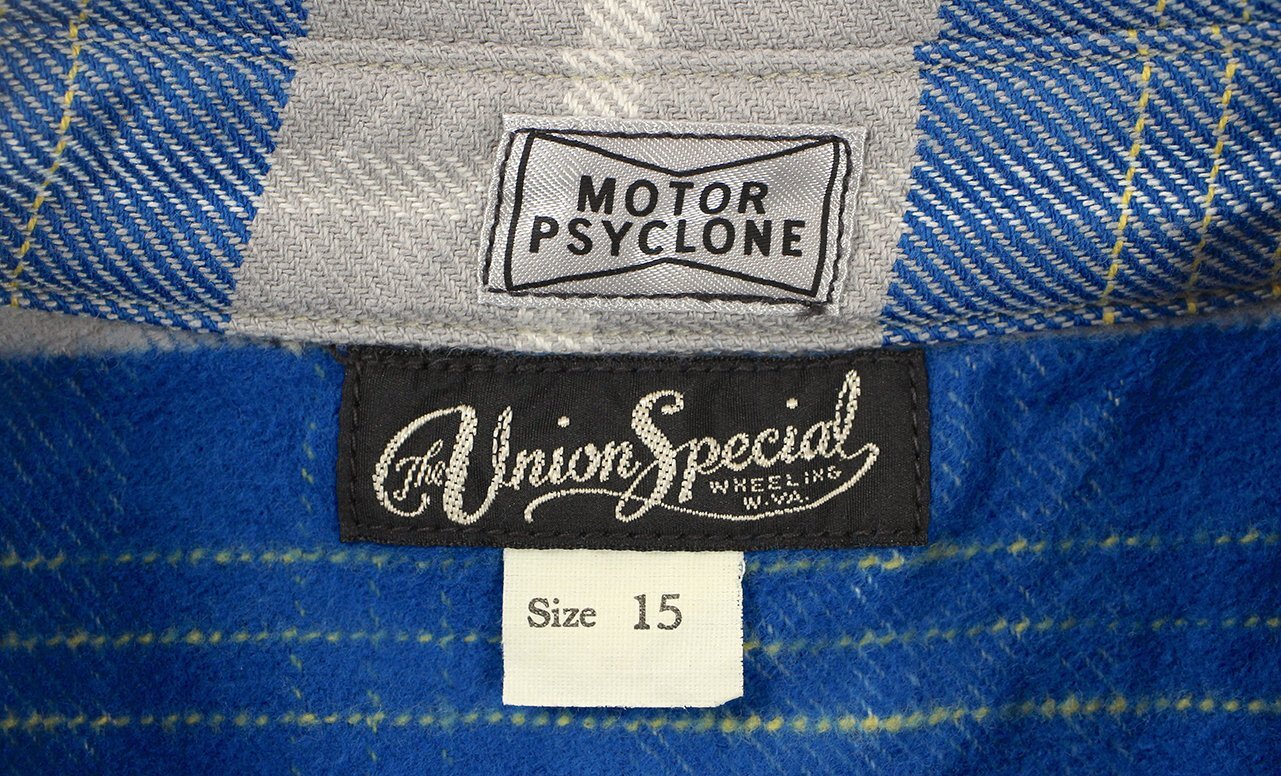 MOTOR
PSYCLONE
The Union Special
WHEELING
W.VA.
Size 15